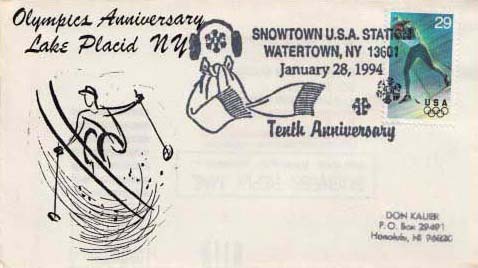 Olympics Anniversary
Lake Placid NY
SNOWTOWN U.S.A. STATION
WATERTOWN, NY 13601
January 28, 1994
Tenth Anniversary
29
USA
DON KAUER
P.O. Box 29491
Honolulu, HI